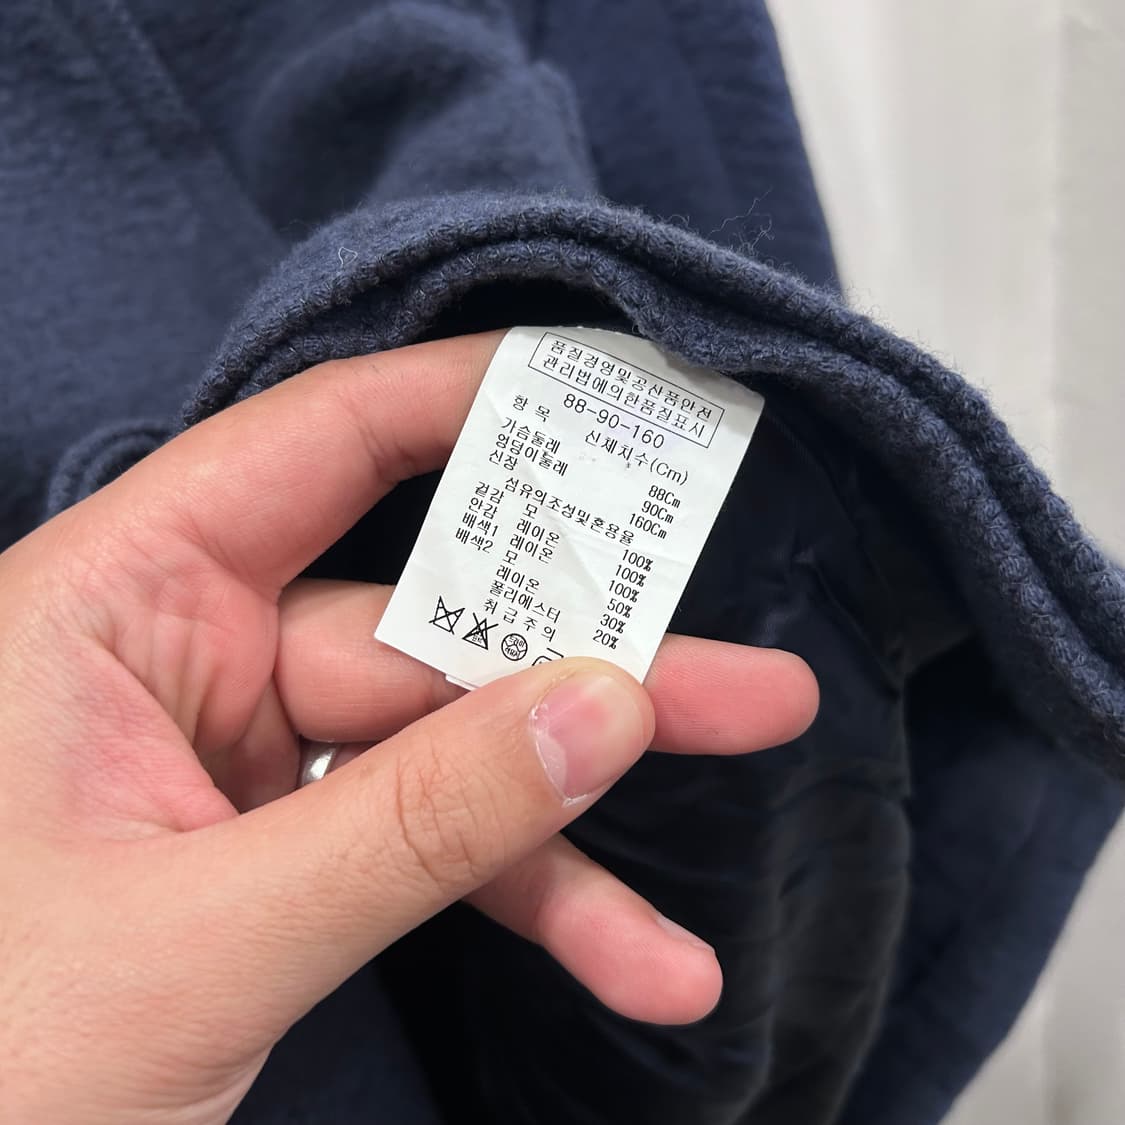 품질경영및공산품안전
관리법에의한품질표시
88-90-160
항 목 신체치수(Cm)
가슴둘레 88Cm
엉덩이둘레 90Cm
신장 160Cm
섬유의조성및혼용율
겉감 모 100%
안감 레이온 100%
배색1 레이온 100%
배색2 모 50%
레이온 30%
폴리에스터 20%
취 급 주 의